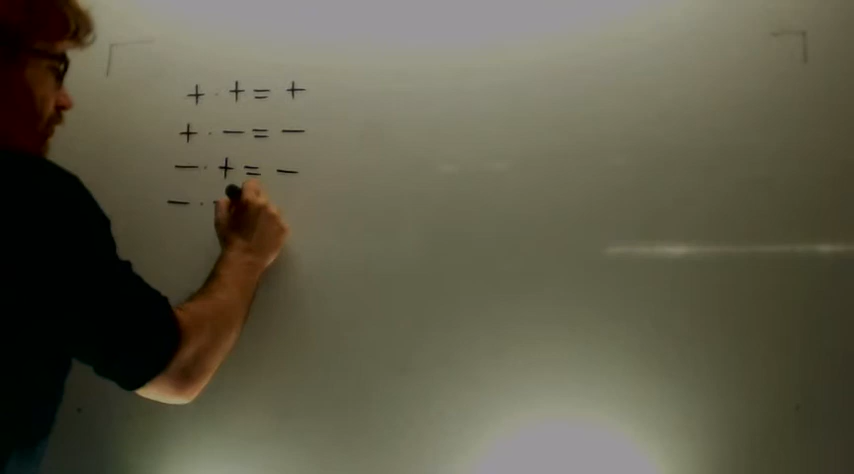 + · + = +
+ · − = −
− · + = −
− ·